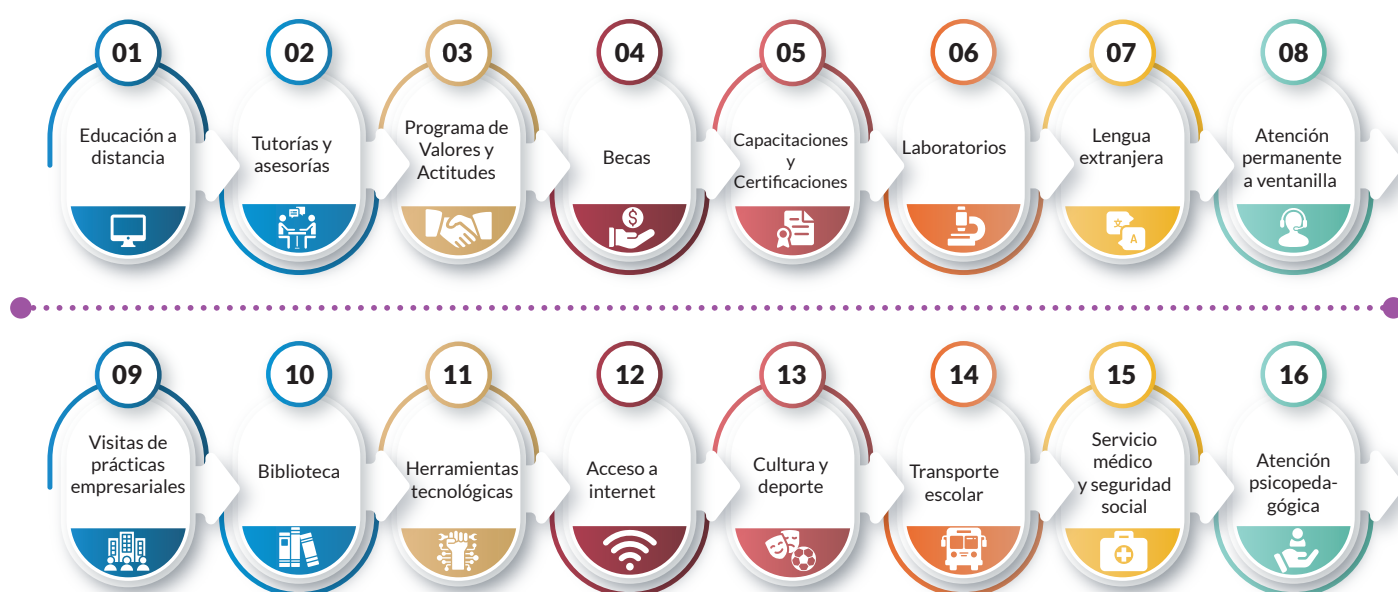 01
Educación a
distancia
02
Tutorías y
asesorías
03
Programa de
Valores y
Actitudes
04
Becas
$
05
Capacitaciones
y
Certificaciones
06
Laboratorios
07
Lengua
extranjera
文
A
08
Atención
permanente
a ventanilla
09
Visitas de
prácticas
empresariales
10
Biblioteca
11
Herramientas
tecnológicas
12
Acceso a
internet
13
Cultura y
deporte
14
Transporte
escolar
15
Servicio
médico
y seguridad
social
16
Atención
psicopeda-
gógica